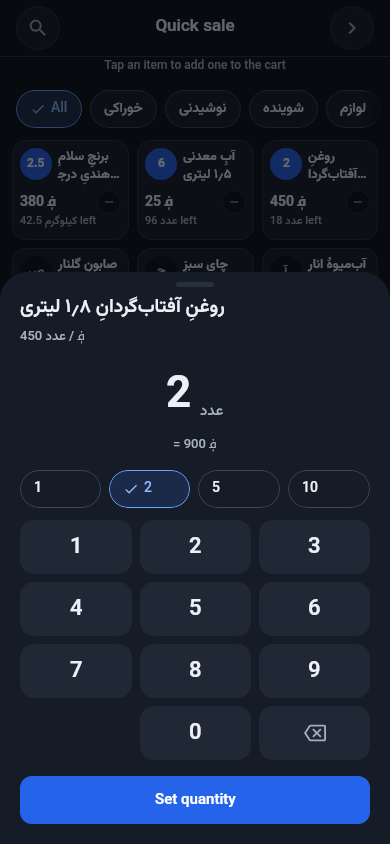 Quick sale
Tap an item to add one to the cart
All
خوراکی
نوشیدنی
شوینده
لوازم
2.5
برنج سلام
هندیِ درجـ…
؋ 380
42.5 کیلوگرم left
6
آب معدنی
۱٫۵ لیتری
؋ 25
96 عدد left
2
روغنِ
آفتاب‌گردا…
؋ 450
18 عدد left
صابون گلنار
چای سبز
آب‌میوهٔ انار
روغنِ آفتاب‌گردانِ ۱٫۸ لیتری
؋ / عدد 450
2 عدد
= 900 ؋
1
2
5
10
1
2
3
4
5
6
7
8
9
0
Set quantity